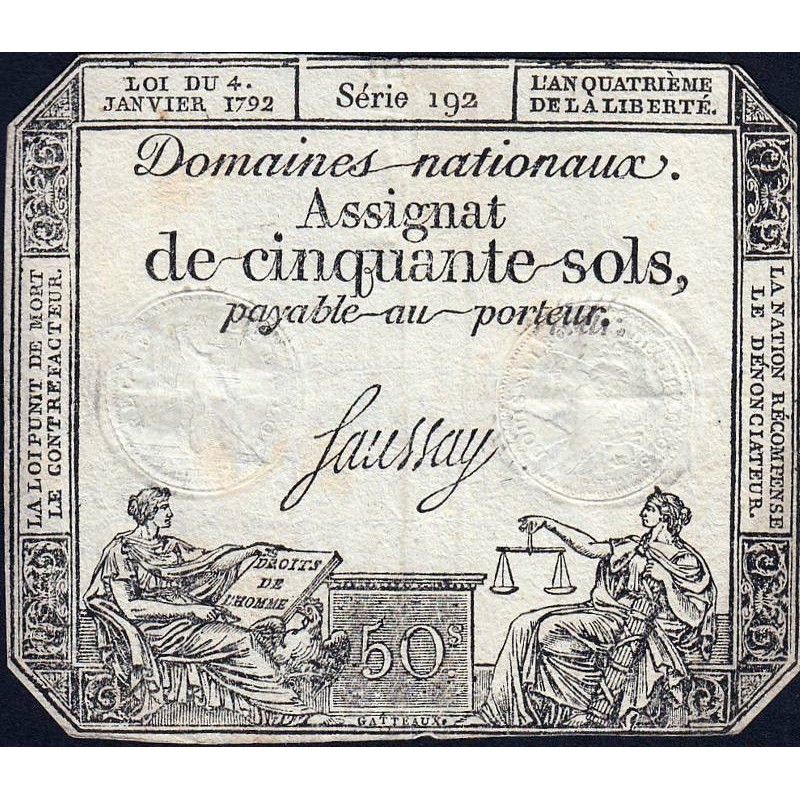 LOI DU 4.
JANVIER 1792
Série 192
L'AN QUATRIÈME
DE LA LIBERTÉ.
Domaines nationaux.
Assignat
de cinquante sols,
payable au porteur.
LA LOI PUNIT DE MORT
LE CONTREFACTEUR.
LA NATION RÉCOMPENSE
LE DÉNONCIATEUR.
Saussay
DROITS
DE
L'HOMME
50 s
GATTEAUX.